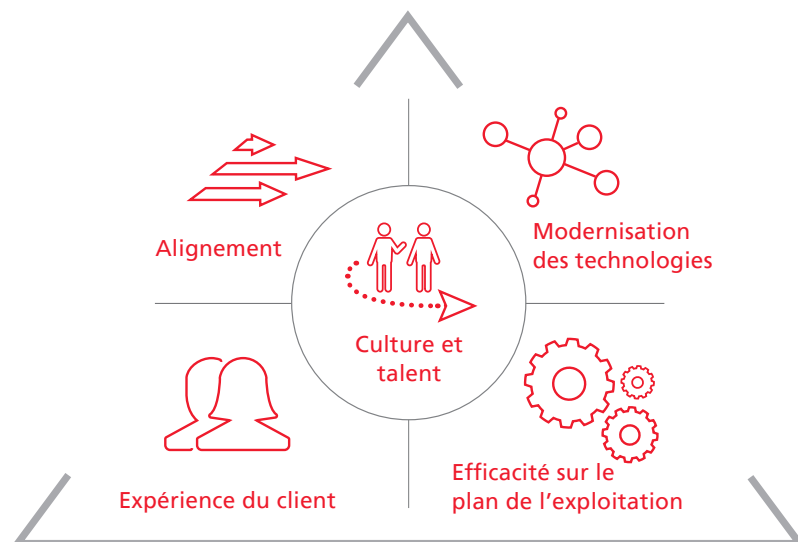 Alignement
Modernisation
des technologies
Culture et
talent
Expérience du client
Efficacité sur le
plan de l’exploitation